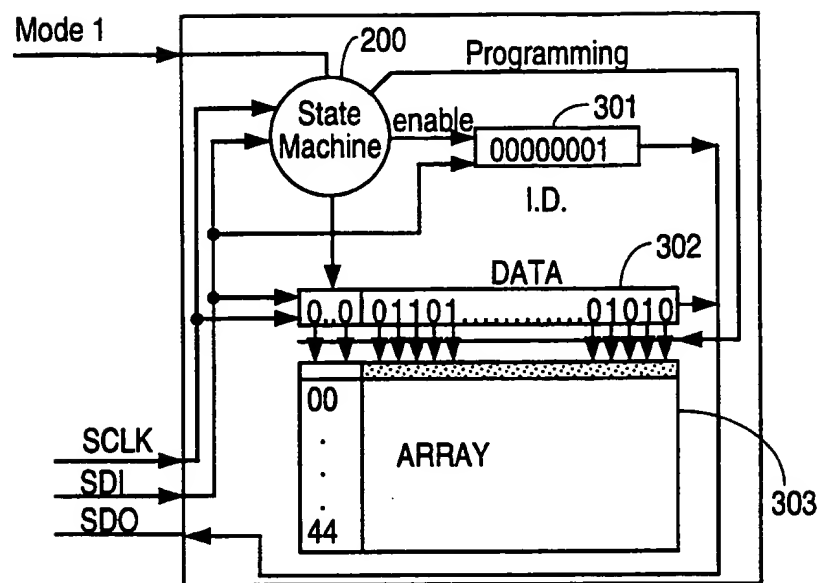 Mode 1
200
Programming
State
Machine
enable
301
00000001
I.D.
302
DATA
0..0 01101..............01010
00
.
.
.
44
ARRAY
303
SCLK
SDI
SDO